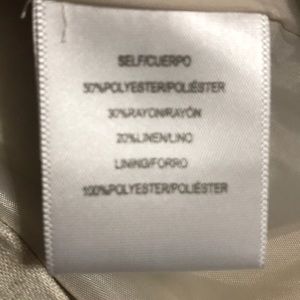 SELF/CUERPO
50%POLYESTER/POLIÉSTER
30%RAYON/RAYÓN
20%LINEN/LINO
LINING/FORRO
100%POLYESTER/POLIÉSTER